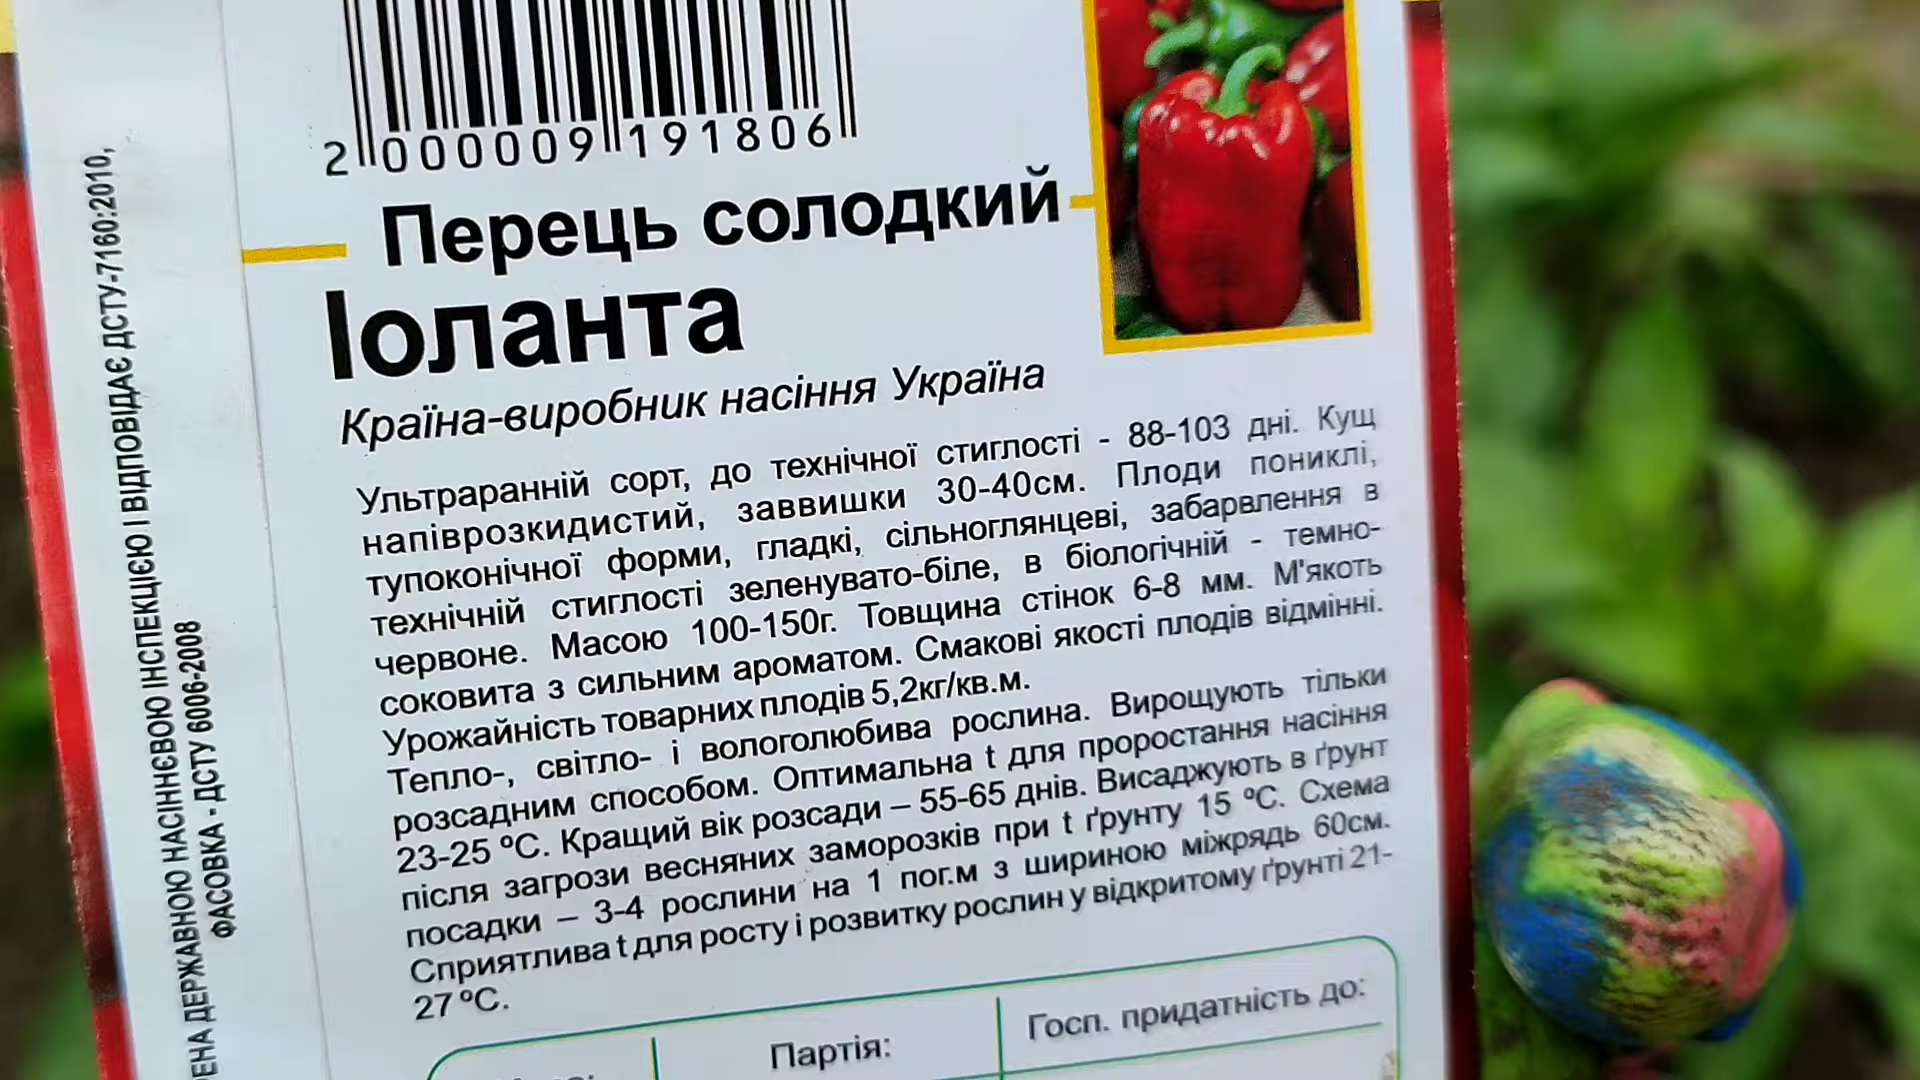 2 000009 191806
Перець солодкий
Іоланта
Країна-виробник насіння Україна
Ультраранній сорт, до технічної стиглості - 88-103 дні. Кущ
напіврозкидистий, заввишки 30-40см. Плоди пониклі,
тупоконічної форми, гладкі, сільноглянцеві, забарвлення в
технічній стиглості зеленувато-біле, в біологічній - темно-
червоне. Масою 100-150г. Товщина стінок 6-8 мм. М'якоть
соковита з сильним ароматом. Смакові якості плодів відмінні.
Урожайність товарних плодів 5,2кг/кв.м.
Тепло-, світло- і вологолюбива рослина. Вирощують тільки
розсадним способом. Оптимальна t для проростання насіння
23-25 ºС. Кращий вік розсади – 55-65 днів. Висаджують в ґрунт
після загрози весняних заморозків при t ґрунту 15 ºС. Схема
посадки – 3-4 рослини на 1 пог.м з шириною міжрядь 60см.
Сприятлива t для росту і розвитку рослин у відкритому ґрунті 21-
27 ºС.
Партія:
Госп. придатність до:
ДЕРЖАВНОЮ НАСІННЄВОЮ ІНСПЕКЦІЄЮ І ВІДПОВІДАЄ ДСТУ-7160:2010,
ФАСОВКА - ДСТУ 6006-2008